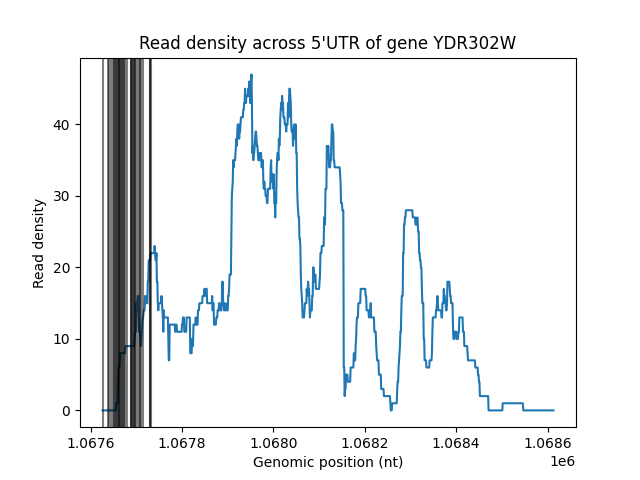 Read density across 5'UTR of gene YDR302W
Read density
40
30
20
10
0
1.0676
1.0678
1.0680
1.0682
1.0684
1.0686
1e6
Genomic position (nt)